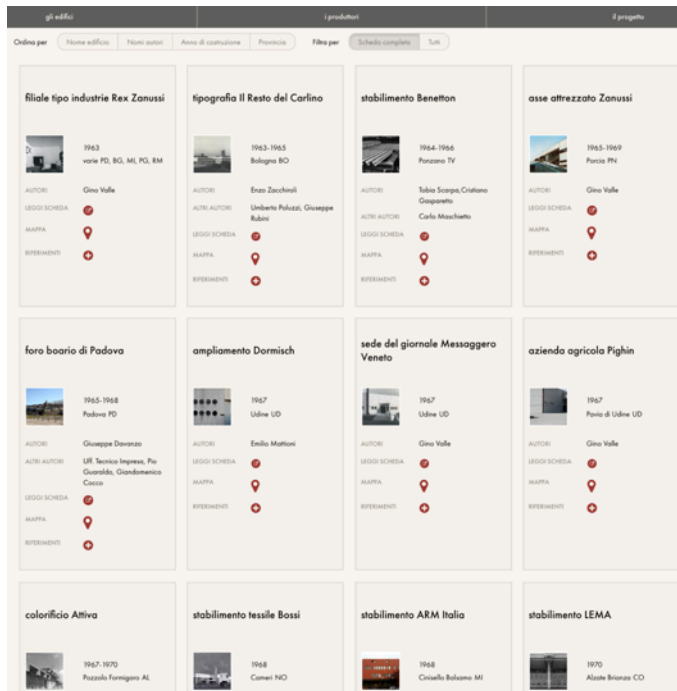 gli edifici i produttori il progetto
Ordina per Nome edificio Nomi autori Anno di costruzione Provincia Filtra per Scheda completa Tutti
filiale tipo industrie Rex Zanussi
1963
varie PD, BG, MI, PG, RM
AUTORI Gino Valle
LEGGI SCHEDA
MAPPA
RIFERIMENTI
tipografia Il Resto del Carlino
1963-1965
Bologna BO
AUTORI Enzo Zacchiroli
ALTRI AUTORI Umberto Poluzzi, Giuseppe
Rubini
LEGGI SCHEDA
MAPPA
RIFERIMENTI
stabilimento Benetton
1964-1966
Ponzano TV
AUTORI Tobia Scarpa,Cristiano
Gasparetto
ALTRI AUTORI Carlo Maschietto
LEGGI SCHEDA
MAPPA
RIFERIMENTI
asse attrezzato Zanussi
1965-1969
Porcia PN
AUTORI Gino Valle
LEGGI SCHEDA
MAPPA
RIFERIMENTI
foro boario di Padova
1965-1968
Padova PD
AUTORI Giuseppe Davanzo
ALTRI AUTORI Uff. Tecnico Impresa, Pio
Guaraldo, Giandomenico
Cocco
LEGGI SCHEDA
MAPPA
RIFERIMENTI
ampliamento Dormisch
1967
Udine UD
AUTORI Emilio Mattioni
LEGGI SCHEDA
MAPPA
RIFERIMENTI
sede del giornale Messaggero
Veneto
1967
Udine UD
AUTORI Gino Valle
LEGGI SCHEDA
MAPPA
RIFERIMENTI
azienda agricola Pighin
1967
Pavia di Udine UD
AUTORI Gino Valle
LEGGI SCHEDA
MAPPA
RIFERIMENTI
colorificio Attiva
1967-1970
Pozzolo Formigaro AL
stabilimento tessile Bossi
1968
Cameri NO
stabilimento ARM Italia
1968
Cinisello Balsamo MI
stabilimento LEMA
1970
Alzate Brianza CO